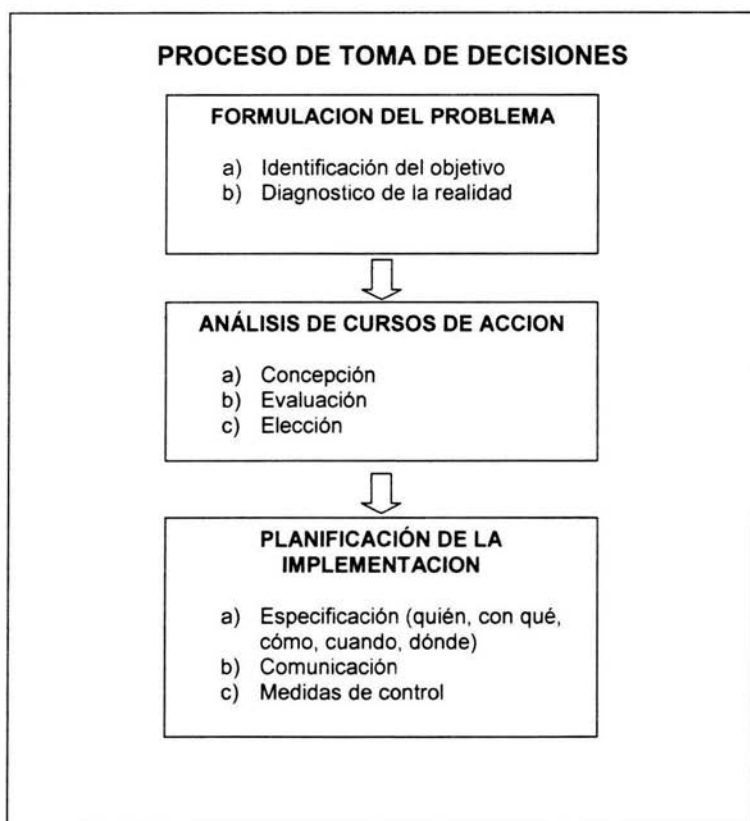 PROCESO DE TOMA DE DECISIONES
FORMULACION DEL PROBLEMA
a) Identificación del objetivo
b) Diagnostico de la realidad
ANÁLISIS DE CURSOS DE ACCION
a) Concepción
b) Evaluación
c) Elección
PLANIFICACIÓN DE LA
IMPLEMENTACION
a) Especificación (quién, con qué,
cómo, cuando, dónde)
b) Comunicación
c) Medidas de control